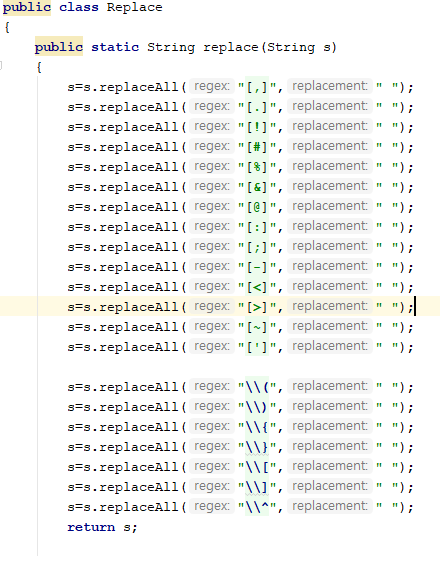 public class Replace
{
public static String replace(String s)
{
s=s.replaceAll( regex: "[,]", replacement: " ");
s=s.replaceAll( regex: "[.]", replacement: " ");
s=s.replaceAll( regex: "[!]", replacement: " ");
s=s.replaceAll( regex: "[#]", replacement: " ");
s=s.replaceAll( regex: "[%]", replacement: " ");
s=s.replaceAll( regex: "[&]", replacement: " ");
s=s.replaceAll( regex: "[@]", replacement: " ");
s=s.replaceAll( regex: "[:]", replacement: " ");
s=s.replaceAll( regex: "[;]", replacement: " ");
s=s.replaceAll( regex: "[-]", replacement: " ");
s=s.replaceAll( regex: "[<]", replacement: " ");
s=s.replaceAll( regex: "[>]", replacement: " ");
s=s.replaceAll( regex: "[~]", replacement: " ");
s=s.replaceAll( regex: "[']", replacement: " ");
s=s.replaceAll( regex: "\\(", replacement: " ");
s=s.replaceAll( regex: "\\)", replacement: " ");
s=s.replaceAll( regex: "\\{", replacement: " ");
s=s.replaceAll( regex: "\\}", replacement: " ");
s=s.replaceAll( regex: "\\[", replacement: " ");
s=s.replaceAll( regex: "\\]", replacement: " ");
s=s.replaceAll( regex: "\\^", replacement: " ");
return s;